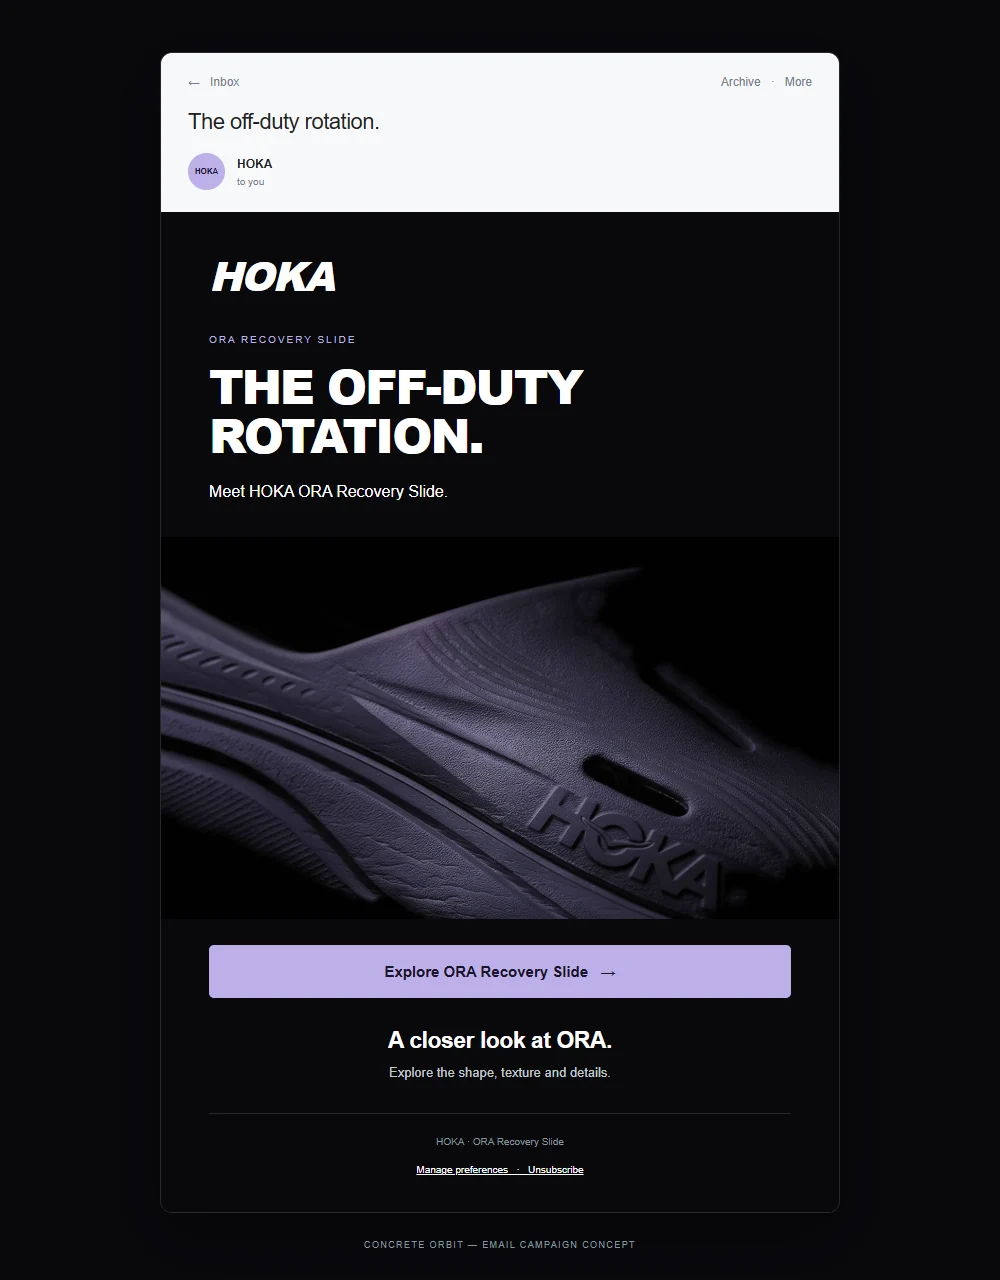 ← Inbox Archive · More
The off-duty rotation.
HOKA HOKA
to you
HOKA
ORA RECOVERY SLIDE
THE OFF-DUTY
ROTATION.
Meet HOKA ORA Recovery Slide.
HOKA
Explore ORA Recovery Slide →
A closer look at ORA.
Explore the shape, texture and details.
HOKA · ORA Recovery Slide
Manage preferences · Unsubscribe
CONCRETE ORBIT — EMAIL CAMPAIGN CONCEPT